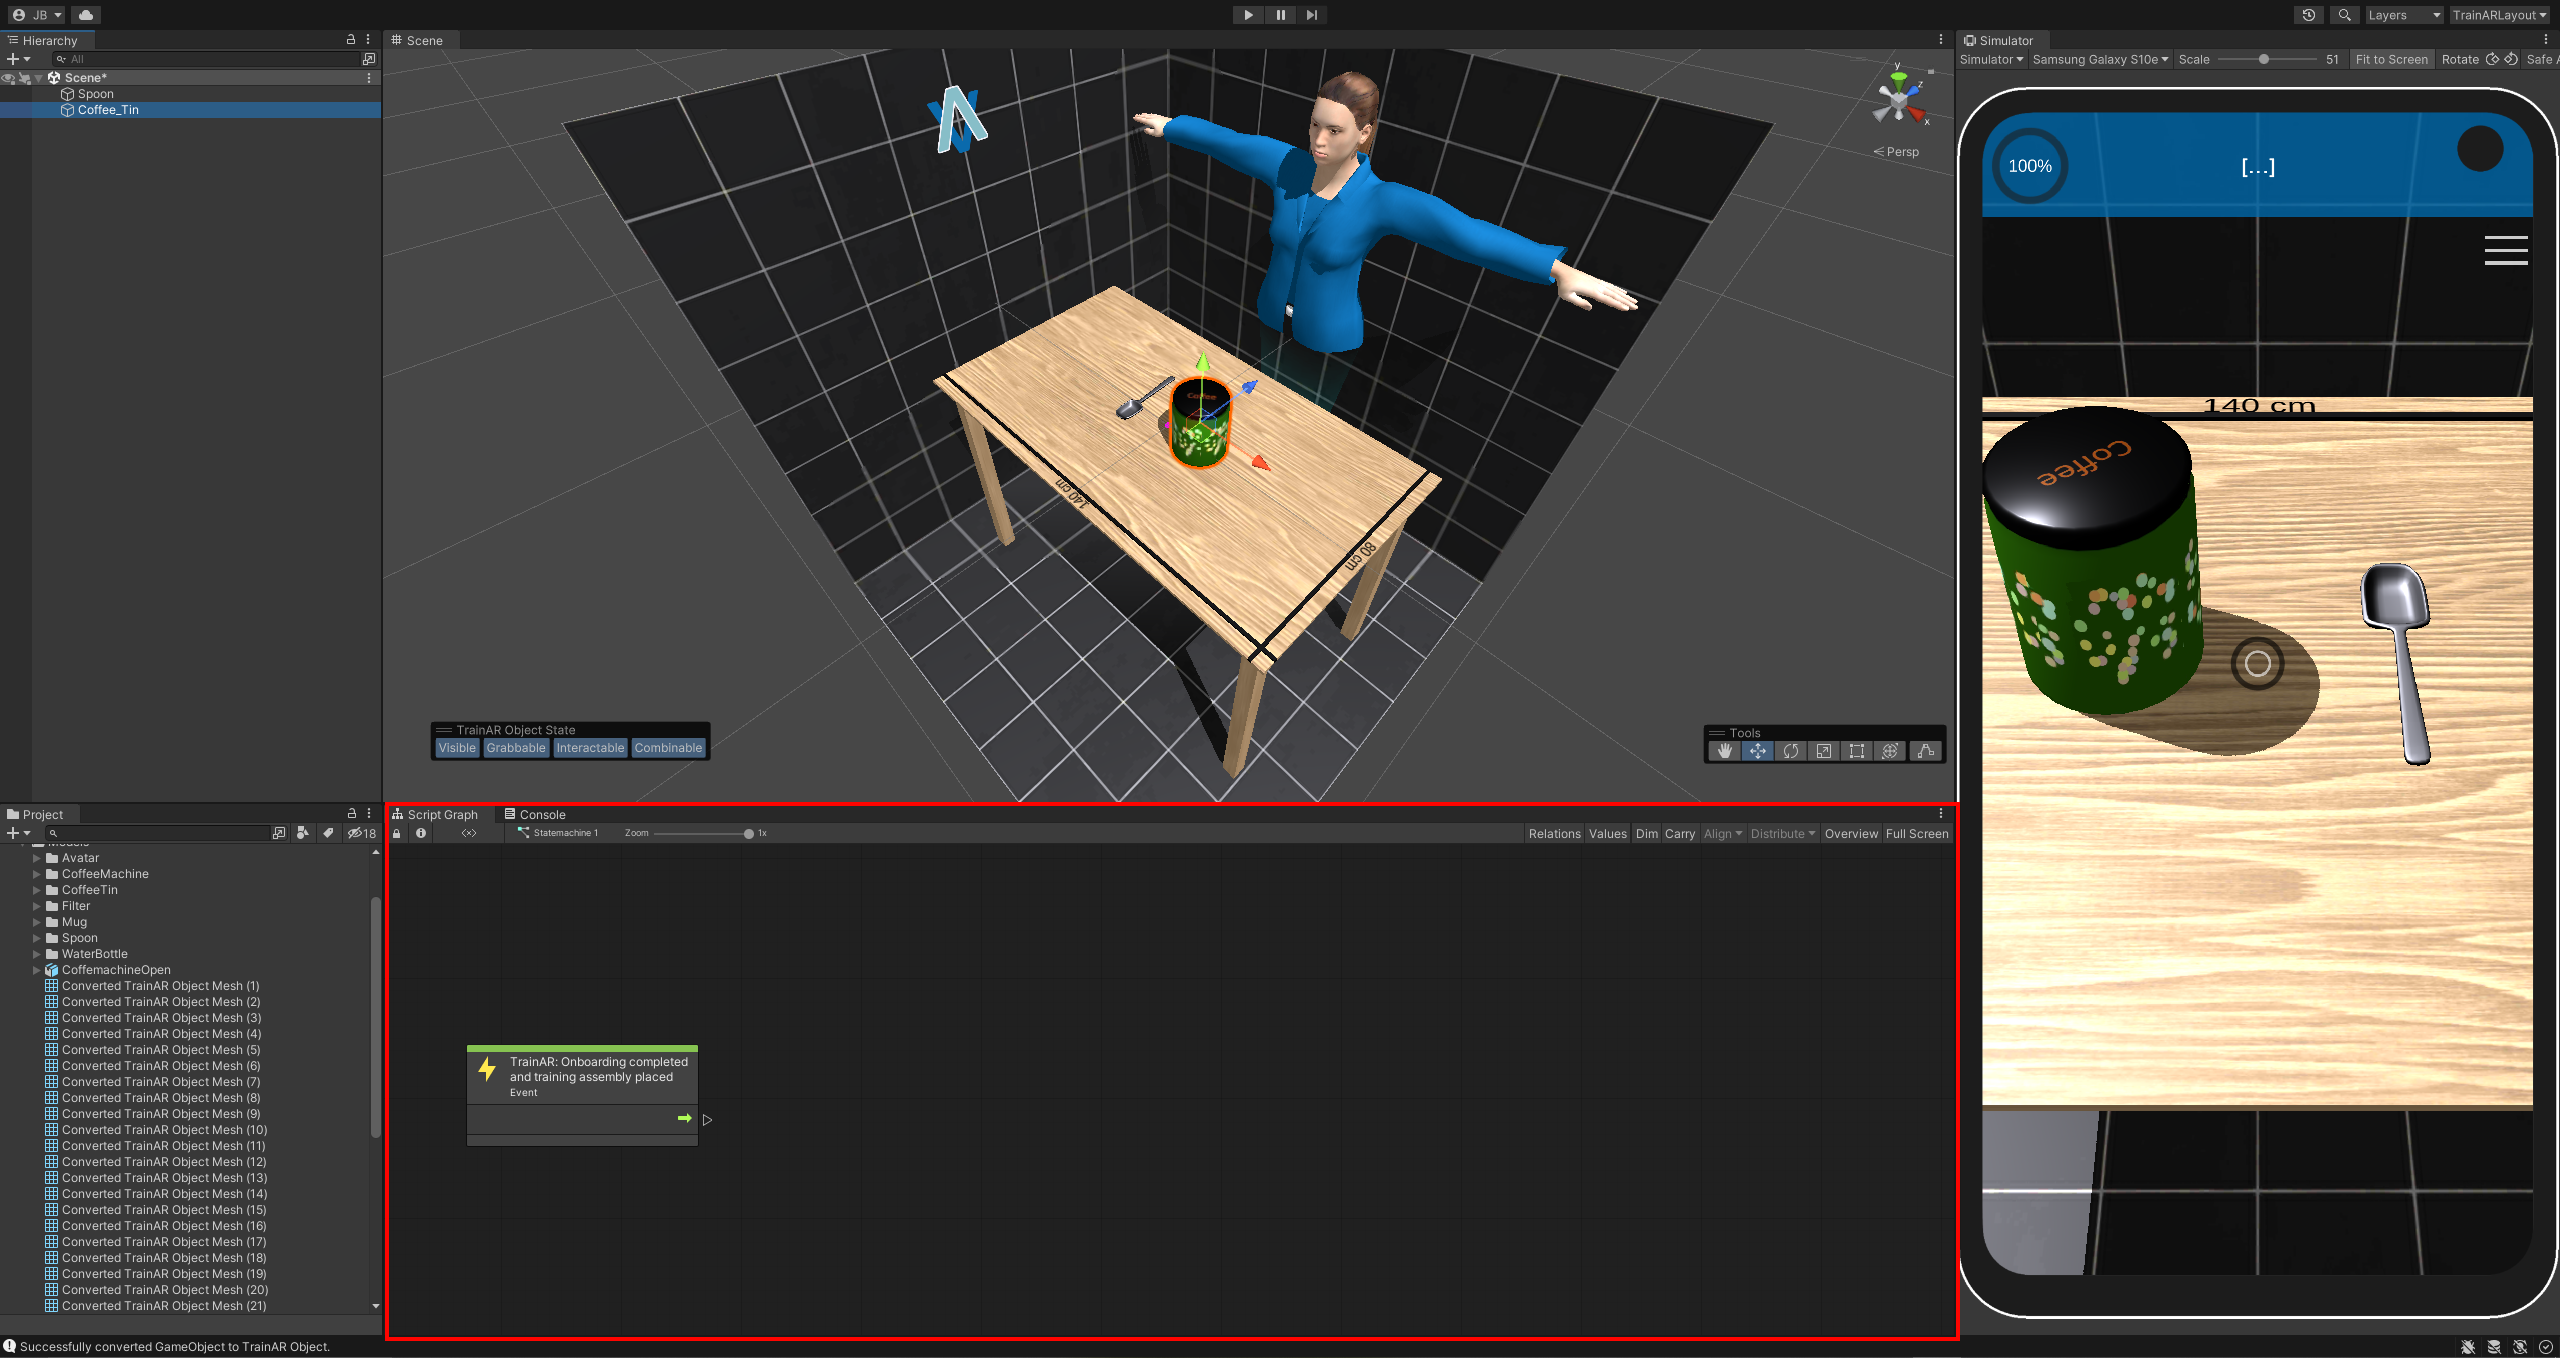 JB
Layers
TrainARLayout
Hierarchy
All
Scene*
Spoon
Coffee_Tin
Scene
y
z
x
Persp
Coffee
140 cm
80 cm
TrainAR Object State
Visible Grabbable Interactable Combinable
Tools
Simulator
Simulator Samsung Galaxy S10e Scale 51 Fit to Screen Rotate Safe A
100%
[...]
140 cm
Coffee
Project
18
Models
Avatar
CoffeeMachine
CoffeeTin
Filter
Mug
Spoon
WaterBottle
CoffemachineOpen
Converted TrainAR Object Mesh (1)
Converted TrainAR Object Mesh (2)
Converted TrainAR Object Mesh (3)
Converted TrainAR Object Mesh (4)
Converted TrainAR Object Mesh (5)
Converted TrainAR Object Mesh (6)
Converted TrainAR Object Mesh (7)
Converted TrainAR Object Mesh (8)
Converted TrainAR Object Mesh (9)
Converted TrainAR Object Mesh (10)
Converted TrainAR Object Mesh (11)
Converted TrainAR Object Mesh (12)
Converted TrainAR Object Mesh (13)
Converted TrainAR Object Mesh (14)
Converted TrainAR Object Mesh (15)
Converted TrainAR Object Mesh (16)
Converted TrainAR Object Mesh (17)
Converted TrainAR Object Mesh (18)
Converted TrainAR Object Mesh (19)
Converted TrainAR Object Mesh (20)
Converted TrainAR Object Mesh (21)
Script Graph Console
Statemachine 1 Zoom 1x
Relations Values Dim Carry Align Distribute Overview Full Screen
TrainAR: Onboarding completed
and training assembly placed
Event
Successfully converted GameObject to TrainAR Object.